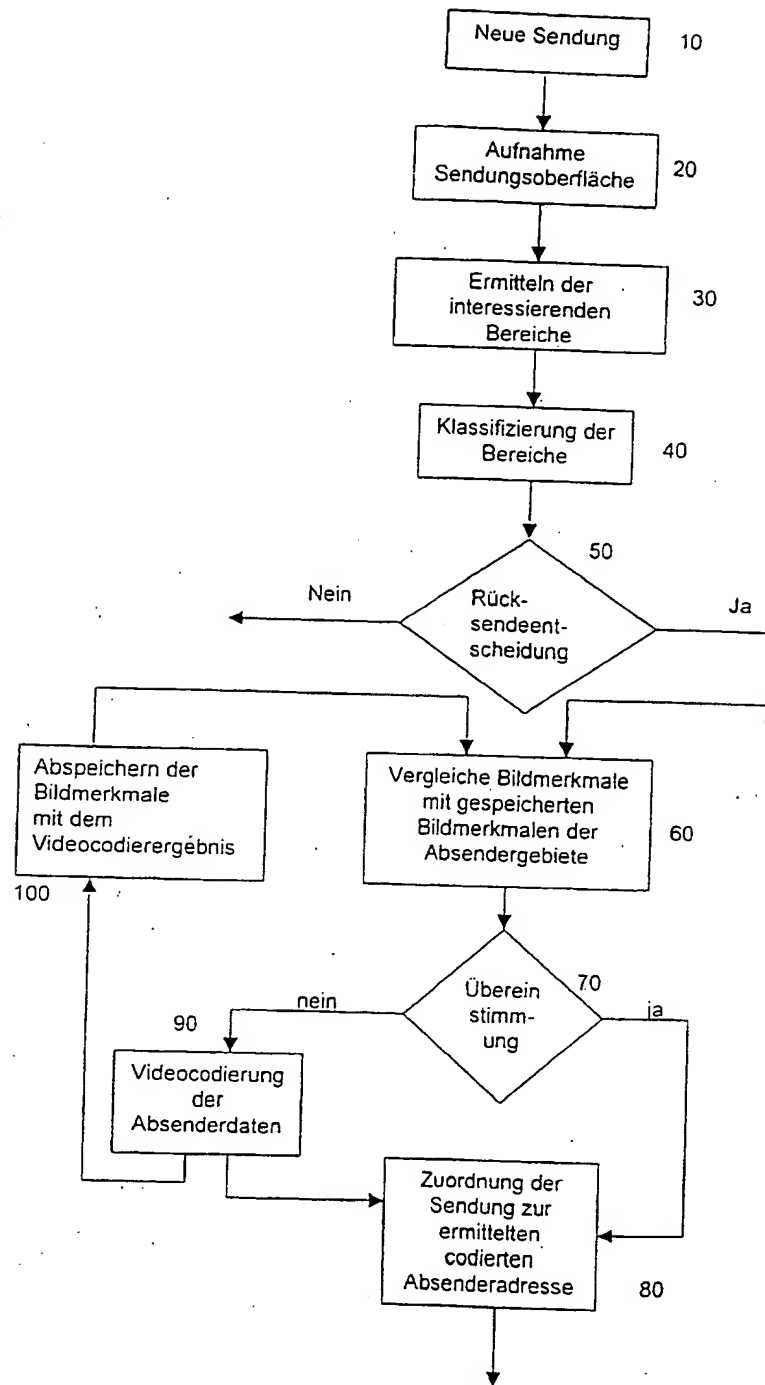 Neue Sendung
10
Aufnahme
Sendungsoberfläche
20
Ermitteln der
interessierenden
Bereiche
30
Klassifizierung der
Bereiche
40
50
Nein
Rück-
sendeent-
scheidung
Ja
Abspeichern der
Bildmerkmale
mit dem
Videocodierergebnis
100
Vergleiche Bildmerkmale
mit gespeicherten
Bildmerkmalen der
Absendergebiete
60
70
nein
Überein
stimm-
ung
ja
90
Videocodierung
der
Absenderdaten
Zuordnung der
Sendung zur
ermittelten
codierten
Absenderadresse
80